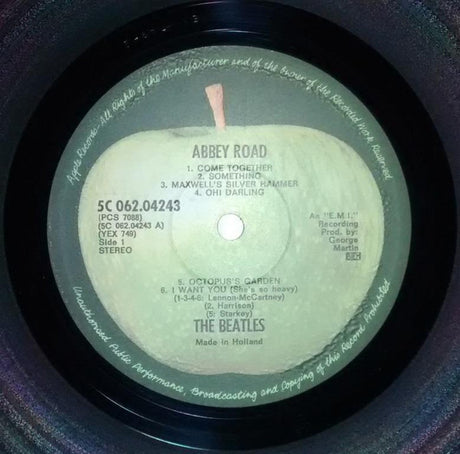 Apple Records - All Rights of the Manufacturer and of the Owner of the Recorded Work Reserved
ABBEY ROAD
1. COME TOGETHER
2. SOMETHING
3. MAXWELL'S SILVER HAMMER
4. OH! DARLING
5C 062.04243
(PCS 7088)
(5C 062.04243 A)
(YEX 749)
Side 1
STEREO
An "E.M.I."
Recording
Prod. by:
George
Martin
5. OCTOPUS'S GARDEN
6. I WANT YOU (She's so heavy)
(1-3-4-6: Lennon-McCartney)
(2. Harrison)
(5: Starkey)
THE BEATLES
Made in Holland
Unauthorised Public Performance, Broadcasting and Copying of this Record Prohibited